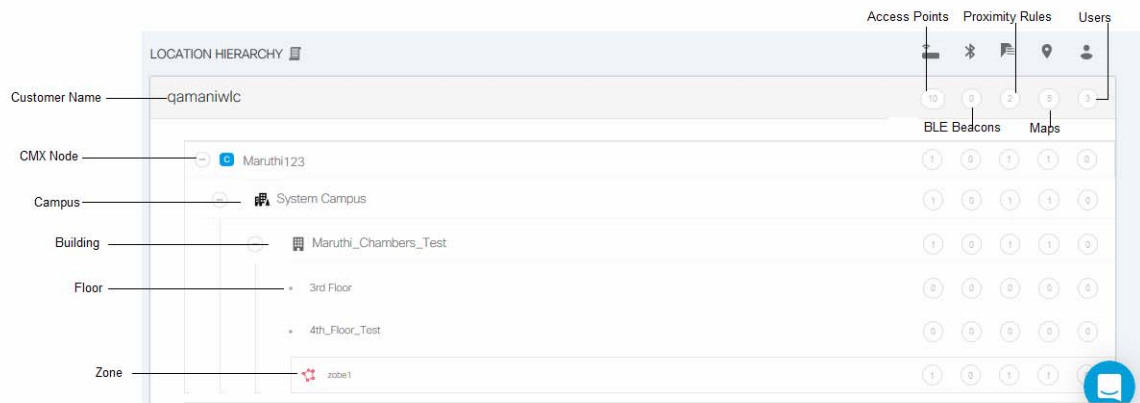 Access Points Proximity Rules Users
LOCATION HIERARCHY
Customer Name qamaniwlc 10 0 2 5 3
BLE Beacons Maps
CMX Node C Maruthi123 1 0 1 1 0
Campus System Campus 1 0 1 1 0
Building Maruthi_Chambers_Test 1 0 1 1 0
Floor 3rd Floor 0 0 0 0 0
4th_Floor_Test 0 0 0 0 0
Zone zobe1 1 0 1 1